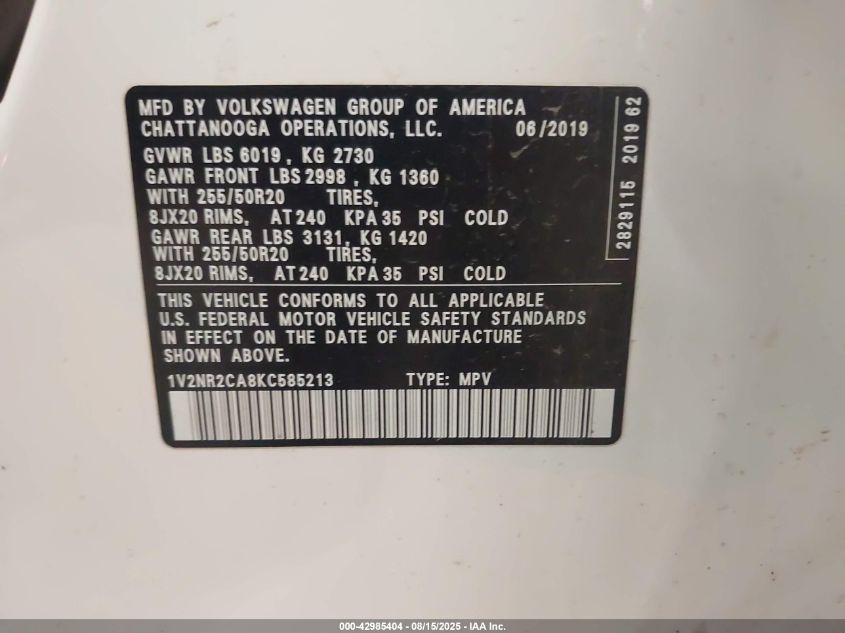 MFD BY VOLKSWAGEN GROUP OF AMERICA
CHATTANOOGA OPERATIONS, LLC. 06/2019
GVWR LBS 6019, KG 2730
GAWR FRONT LBS 2998, KG 1360
WITH 255/50R20 TIRES,
8JX20 RIMS, AT 240 KPA 35 PSI COLD
GAWR REAR LBS 3131, KG 1420
WITH 255/50R20 TIRES,
8JX20 RIMS, AT 240 KPA 35 PSI COLD
THIS VEHICLE CONFORMS TO ALL APPLICABLE
U.S. FEDERAL MOTOR VEHICLE SAFETY STANDARDS
IN EFFECT ON THE DATE OF MANUFACTURE
SHOWN ABOVE.
1V2NR2CA8KC585213 TYPE: MPV
2829115 2019 62
000-42985404 - 08/15/2025 - IAA Inc.